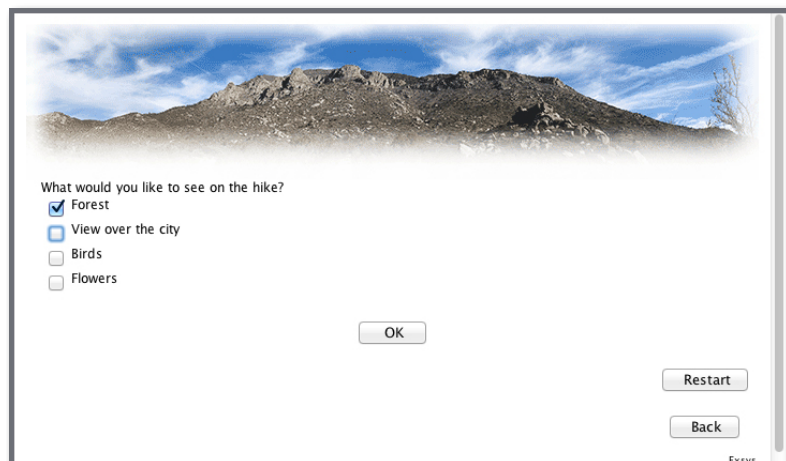 What would you like to see on the hike?
Forest
View over the city
Birds
Flowers
OK
Restart
Back
Exsys